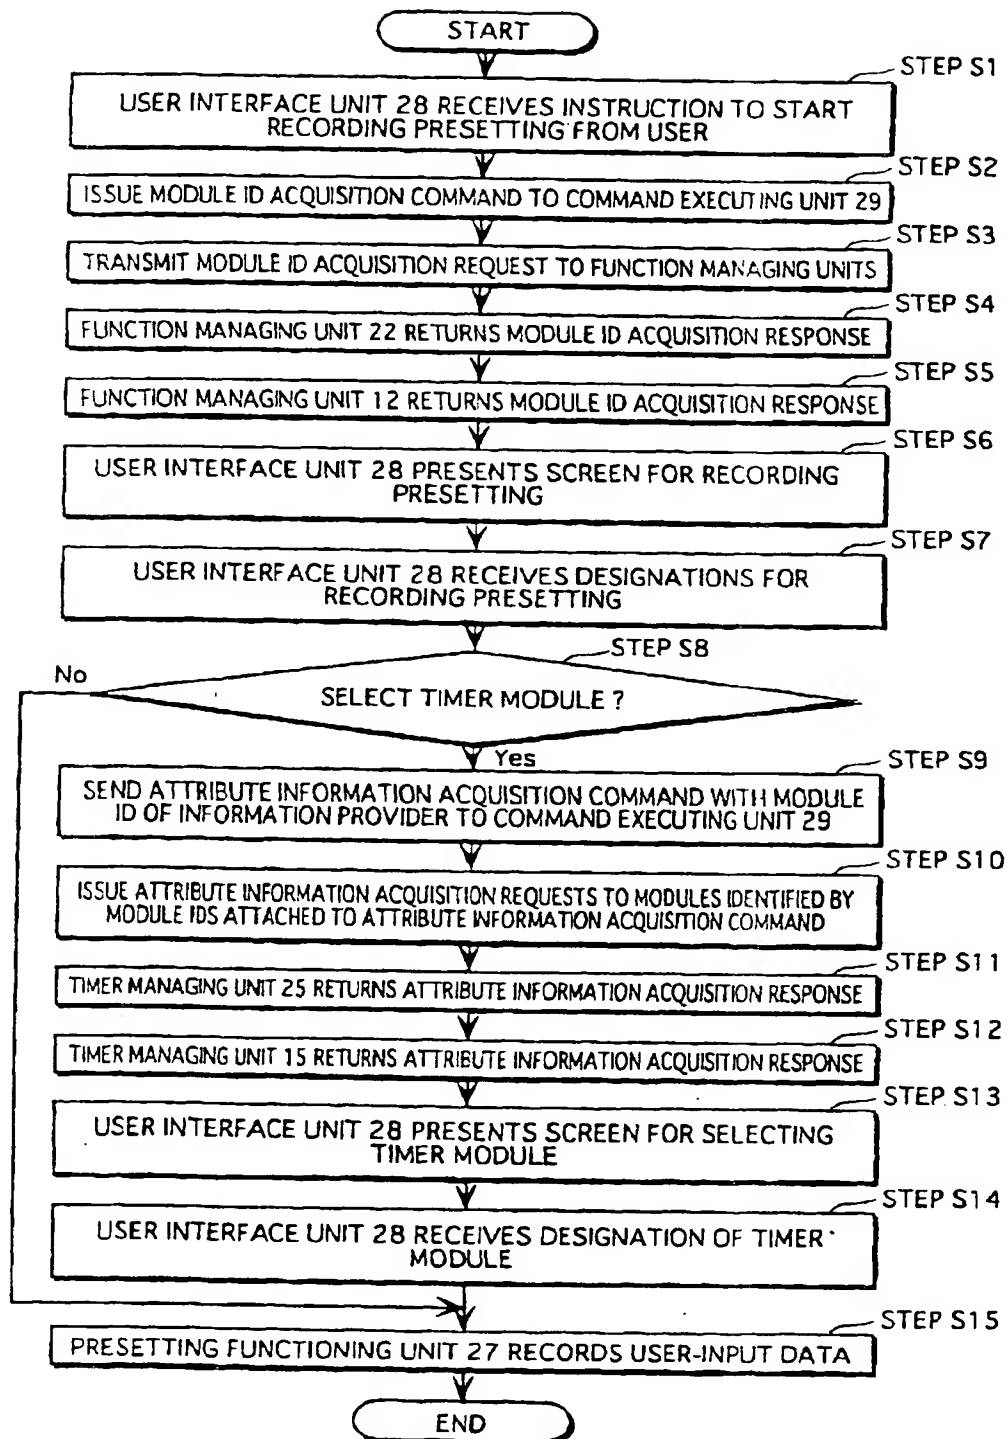 START
STEP S1
USER INTERFACE UNIT 28 RECEIVES INSTRUCTION TO START
RECORDING PRESETTING FROM USER
STEP S2
ISSUE MODULE ID ACQUISITION COMMAND TO COMMAND EXECUTING UNIT 29
STEP S3
TRANSMIT MODULE ID ACQUISITION REQUEST TO FUNCTION MANAGING UNITS
STEP S4
FUNCTION MANAGING UNIT 22 RETURNS MODULE ID ACQUISITION RESPONSE
STEP S5
FUNCTION MANAGING UNIT 12 RETURNS MODULE ID ACQUISITION RESPONSE
STEP S6
USER INTERFACE UNIT 28 PRESENTS SCREEN FOR RECORDING
PRESETTING
STEP S7
USER INTERFACE UNIT 28 RECEIVES DESIGNATIONS FOR
RECORDING PRESETTING
STEP S8
No
SELECT TIMER MODULE ?
Yes
STEP S9
SEND ATTRIBUTE INFORMATION ACQUISITION COMMAND WITH MODULE
ID OF INFORMATION PROVIDER TO COMMAND EXECUTING UNIT 29
STEP S10
ISSUE ATTRIBUTE INFORMATION ACQUISITION REQUESTS TO MODULES IDENTIFIED BY
MODULE IDS ATTACHED TO ATTRIBUTE INFORMATION ACQUISITION COMMAND
STEP S11
TIMER MANAGING UNIT 25 RETURNS ATTRIBUTE INFORMATION ACQUISITION RESPONSE
STEP S12
TIMER MANAGING UNIT 15 RETURNS ATTRIBUTE INFORMATION ACQUISITION RESPONSE
STEP S13
USER INTERFACE UNIT 28 PRESENTS SCREEN FOR SELECTING
TIMER MODULE
STEP S14
USER INTERFACE UNIT 28 RECEIVES DESIGNATION OF TIMER
MODULE
STEP S15
PRESETTING FUNCTIONING UNIT 27 RECORDS USER-INPUT DATA
END